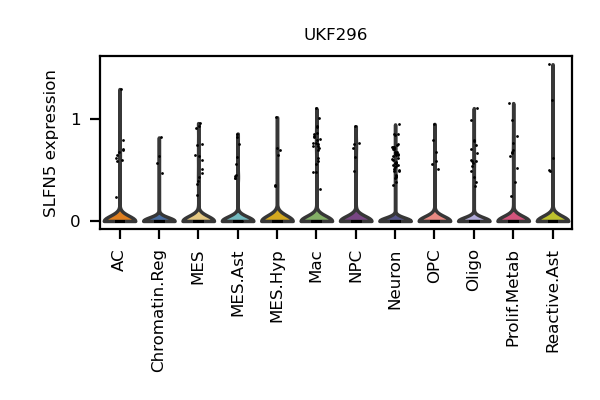 UKF296
SLFN5 expression
1
0
AC
Chromatin.Reg
MES
MES.Ast
MES.Hyp
Mac
NPC
Neuron
OPC
Oligo
Prolif.Metab
Reactive.Ast